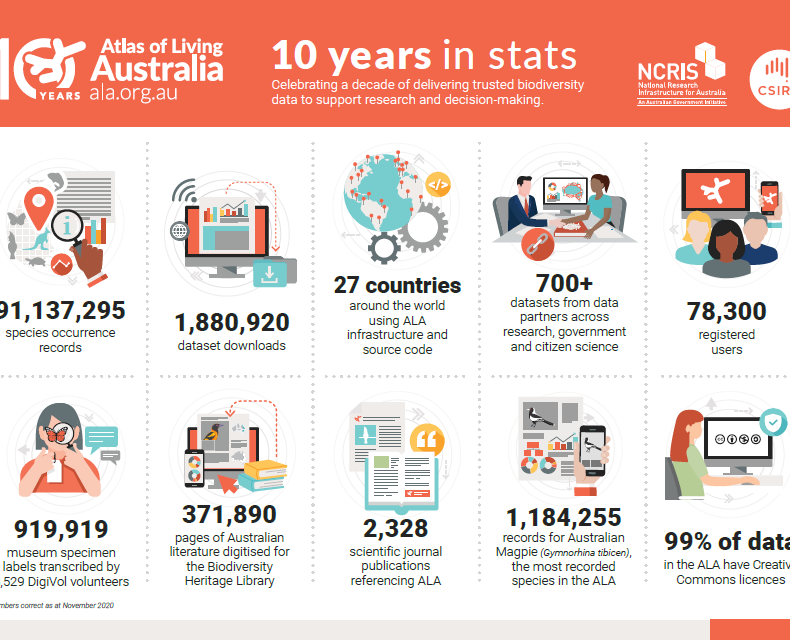 10
YEARS
Atlas of Living
Australia
ala.org.au
10 years in stats
Celebrating a decade of delivering trusted biodiversity
data to support research and decision-making.
NCRIS
National Research
Infrastructure for Australia
An Australian Government Initiative
CSIR
91,137,295
species occurrence
records
1,880,920
dataset downloads
</>
27 countries
around the world
using ALA
infrastructure and
source code
700+
datasets from data
partners across
research, government
and citizen science
78,300
registered
users
919,919
museum specimen
labels transcribed by
,529 DigiVol volunteers
371,890
pages of Australian
literature digitised for
the Biodiversity
Heritage Library
2,328
scientific journal
publications
referencing ALA
1,184,255
records for Australian
Magpie (Gymnorhina tibicen),
the most recorded
species in the ALA
99% of data
in the ALA have Creativ
Commons licences
mbers correct as at November 2020